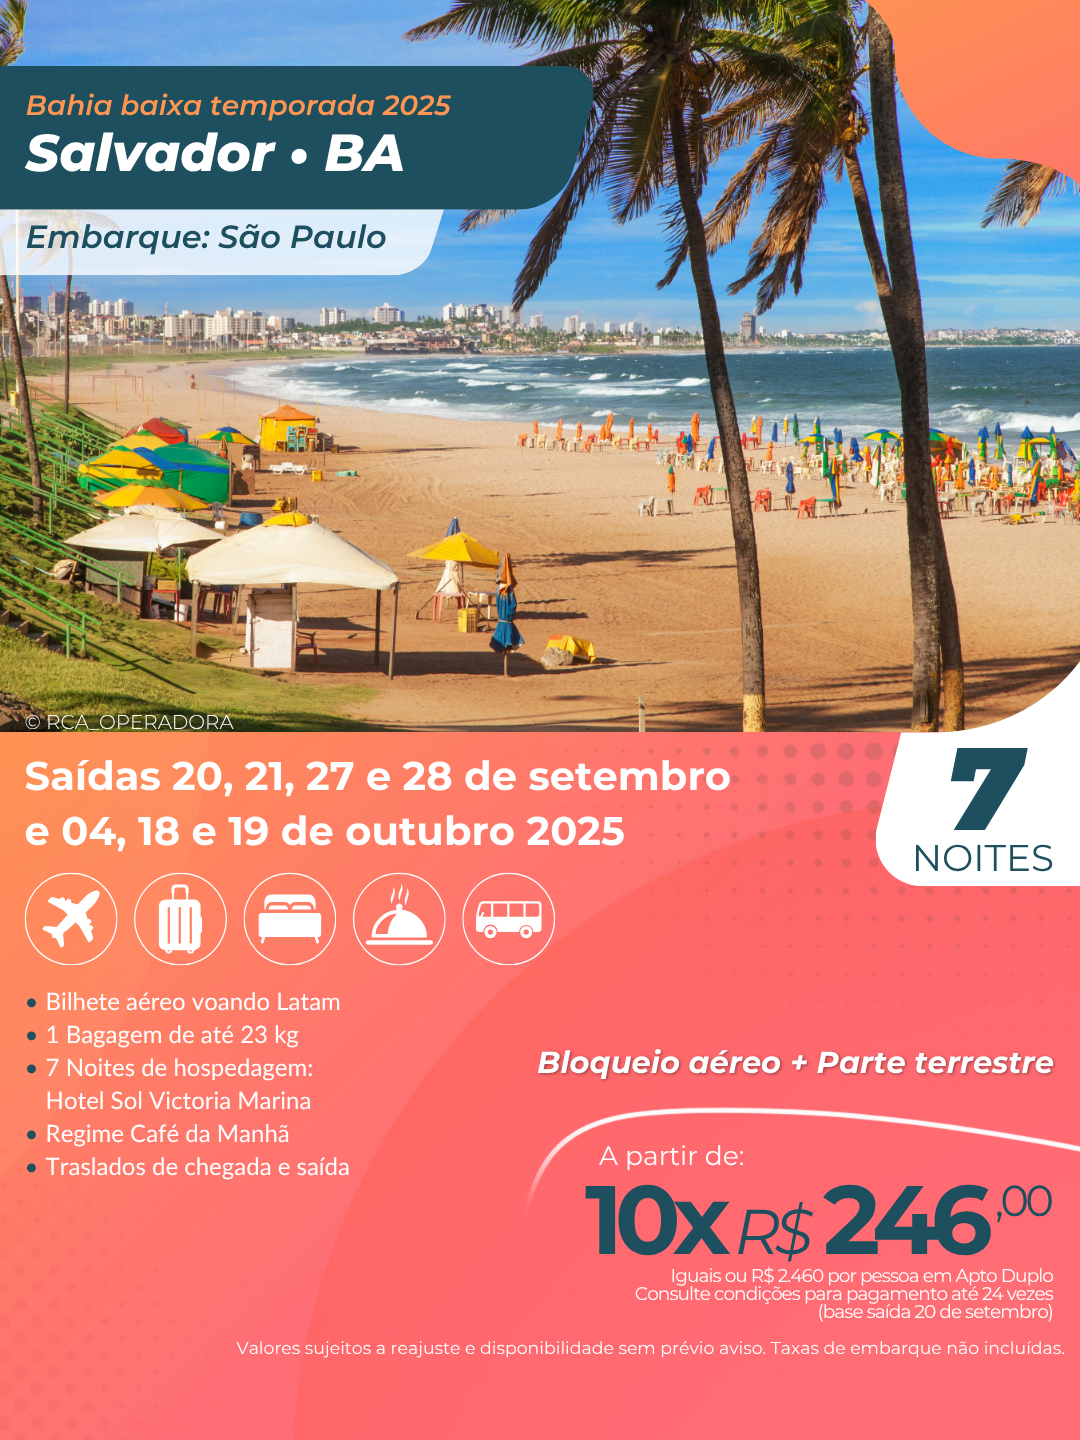 Bahia baixa temporada 2025
Salvador • BA
Embarque: São Paulo
© RCA_OPERADORA
Saídas 20, 21, 27 e 28 de setembro
e 04, 18 e 19 de outubro 2025
7
NOITES
• Bilhete aéreo voando Latam
• 1 Bagagem de até 23 kg
• 7 Noites de hospedagem:
Hotel Sol Victoria Marina
• Regime Café da Manhã
• Traslados de chegada e saída
Bloqueio aéreo + Parte terrestre
A partir de:
10x R$ 246,00
Iguais ou R$ 2.460 por pessoa em Apto Duplo
Consulte condições para pagamento até 24 vezes
(base saída 20 de setembro)
Valores sujeitos a reajuste e disponibilidade sem prévio aviso. Taxas de embarque não incluídas.